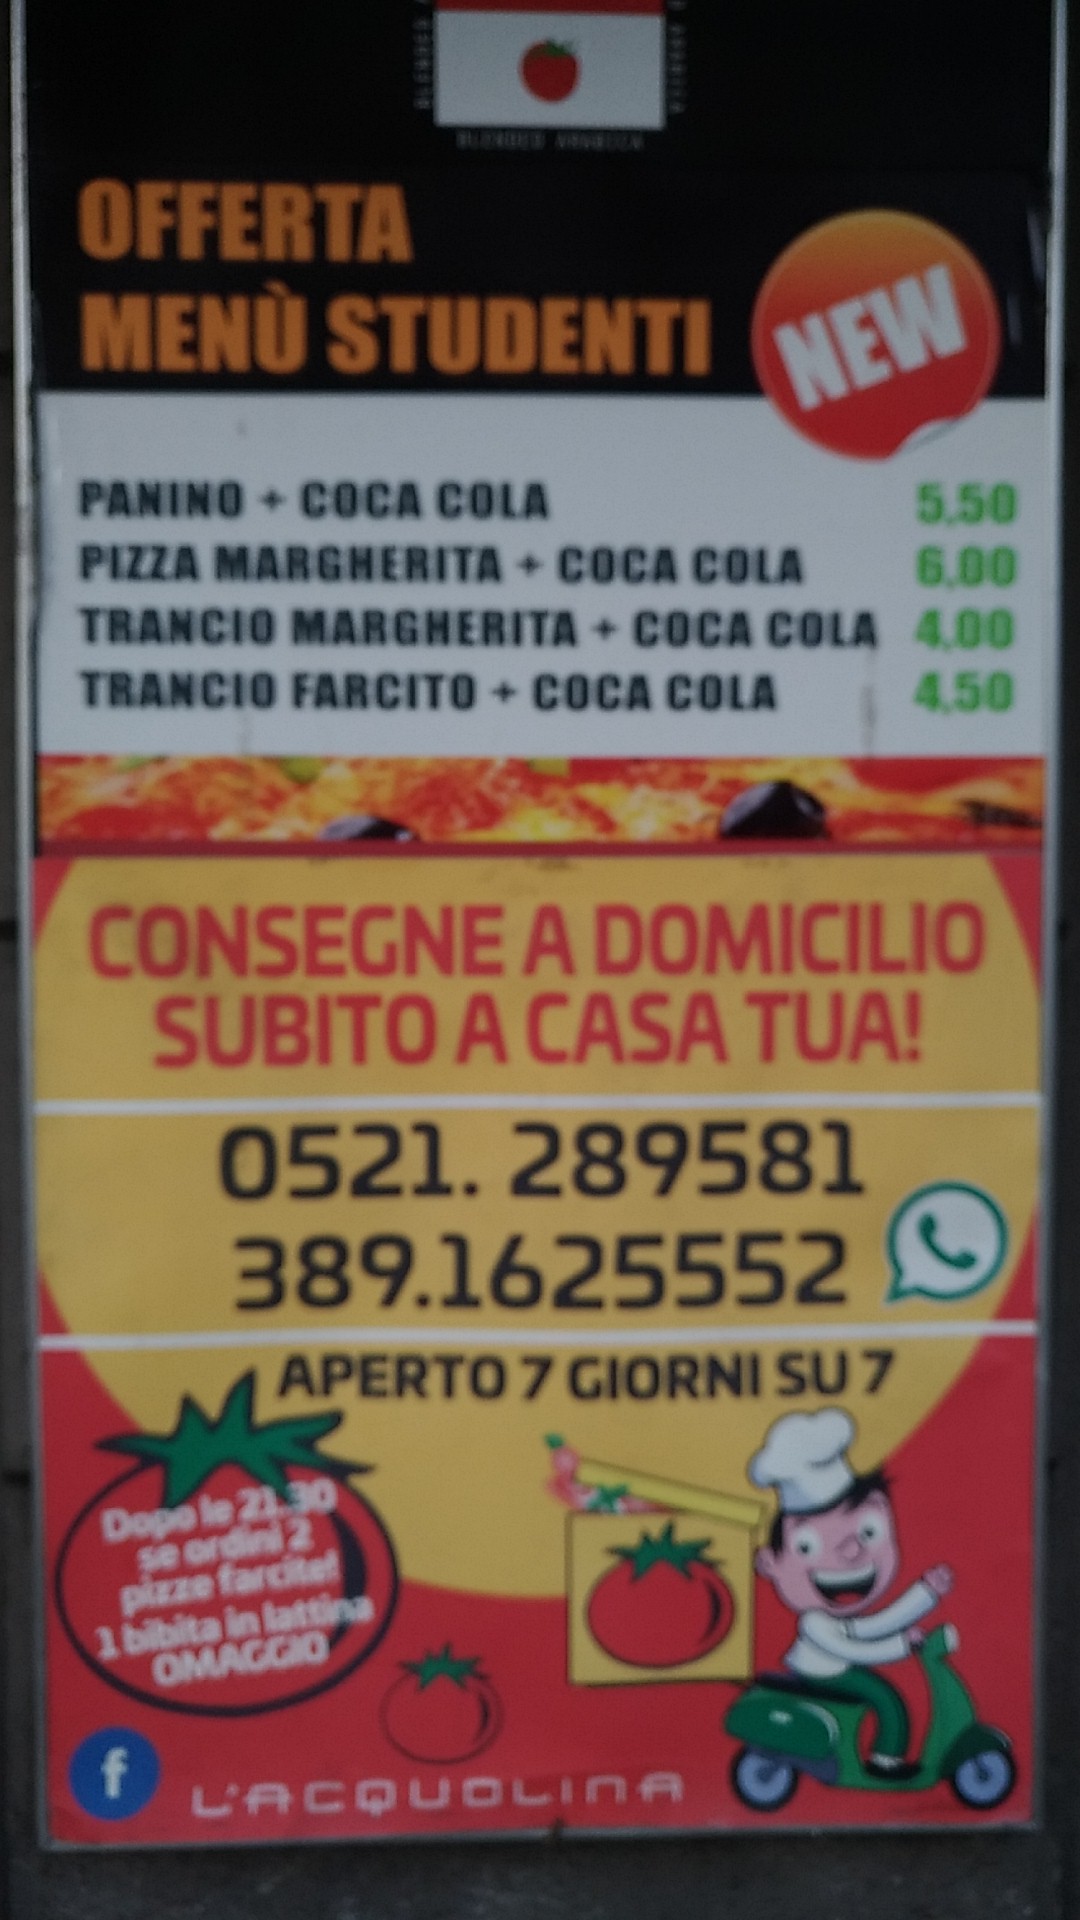 BLENDED ARABICA
OFFERTA
MENÙ STUDENTI
NEW
PANINO + COCA COLA 5,50
PIZZA MARGHERITA + COCA COLA 6,00
TRANCIO MARGHERITA + COCA COLA 4,00
TRANCIO FARCITO + COCA COLA 4,50
CONSEGNE A DOMICILIO
SUBITO A CASA TUA!
0521. 289581
389.1625552
APERTO 7 GIORNI SU 7
Dopo le 21.30
se ordini 2
pizze farcite!
1 bibita in lattina
OMAGGIO
f
L'ACQUOLINA